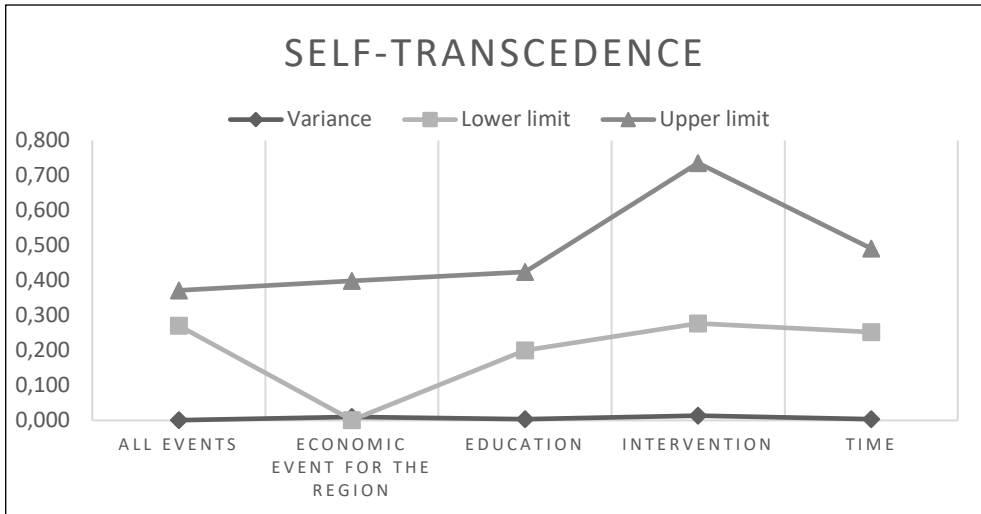 SELF-TRANSCEDENCE
Variance Lower limit Upper limit
0,800
0,700
0,600
0,500
0,400
0,300
0,200
0,100
0,000
ALL EVENTS
ECONOMIC
EVENT FOR THE
REGION
EDUCATION
INTERVENTION
TIME